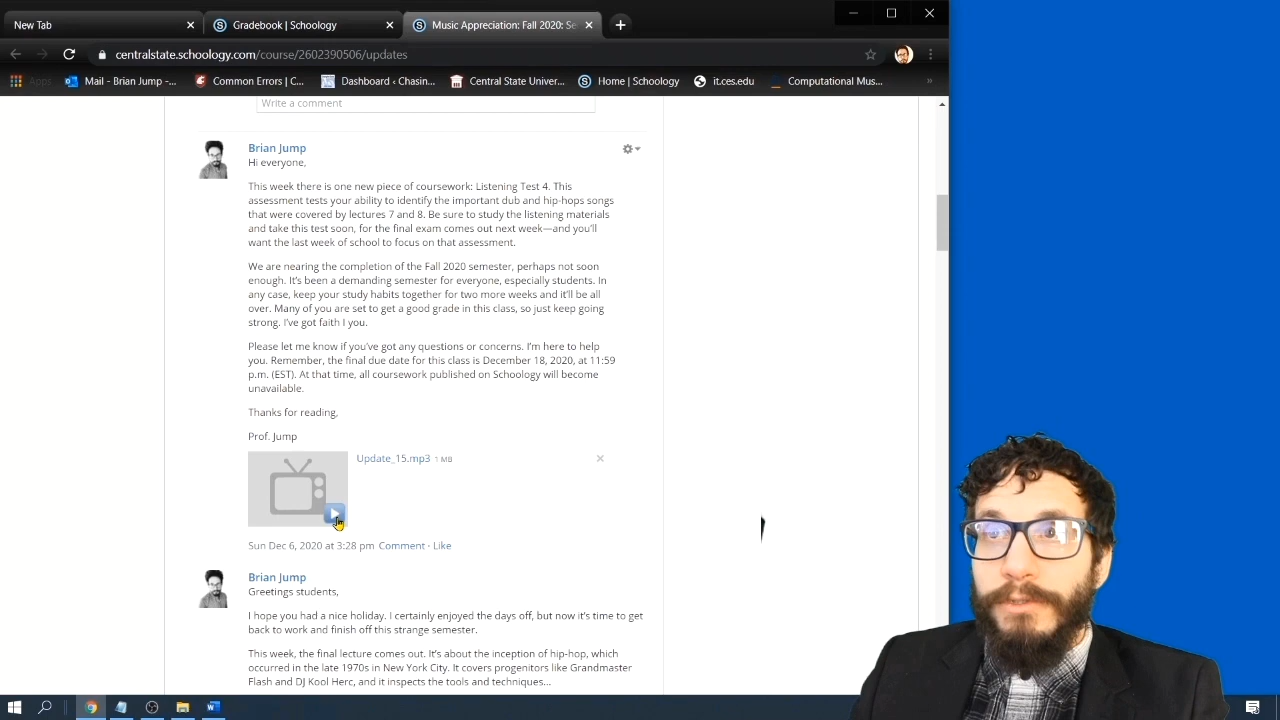 New Tab
Gradebook | Schoology
Music Appreciation: Fall 2020: Se
centralstate.schoology.com/course/2602390506/updates
Apps
Mail - Brian Jump -...
Common Errors | C...
Dashboard ‹ Chasin...
Central State Univer...
Home | Schoology
it.ces.edu
Computational Mus...
»
Write a comment
Brian Jump
Hi everyone,
This week there is one new piece of coursework: Listening Test 4. This
assessment tests your ability to identify the important dub and hip-hops songs
that were covered by lectures 7 and 8. Be sure to study the listening materials
and take this test soon, for the final exam comes out next week—and you'll
want the last week of school to focus on that assessment.
We are nearing the completion of the Fall 2020 semester, perhaps not soon
enough. It's been a demanding semester for everyone, especially students. In
any case, keep your study habits together for two more weeks and it'll be all
over. Many of you are set to get a good grade in this class, so just keep going
strong. I've got faith I you.
Please let me know if you've got any questions or concerns. I'm here to help
you. Remember, the final due date for this class is December 18, 2020, at 11:59
p.m. (EST). At that time, all coursework published on Schoology will become
unavailable.
Thanks for reading,
Prof. Jump
Update_15.mp3 1 MB
Sun Dec 6, 2020 at 3:28 pm Comment · Like
Brian Jump
Greetings students,
I hope you had a nice holiday. I certainly enjoyed the days off, but now it's time to get
back to work and finish off this strange semester.
This week, the final lecture comes out. It's about the inception of hip-hop, which
occurred in the late 1970s in New York City. It covers progenitors like Grandmaster
Flash and DJ Kool Herc, and it inspects the tools and techniques...